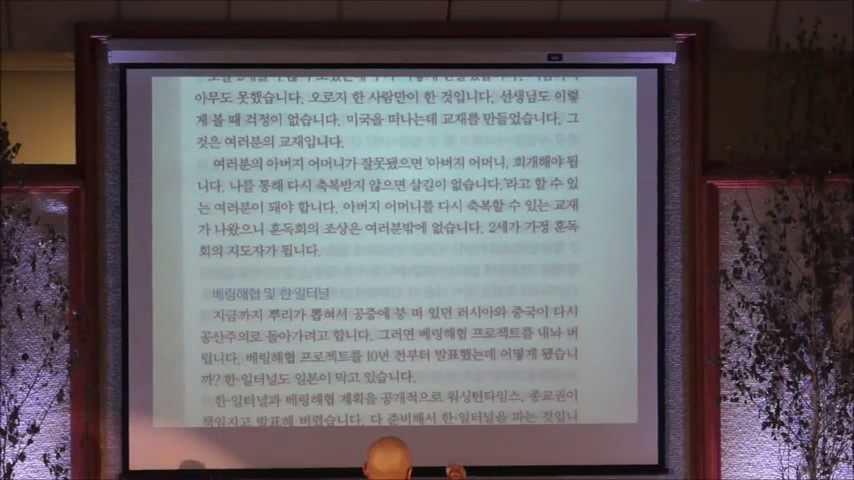 아무도 못했습니다. 오로지 한 사람만이 한 것입니다. 선생님도 이렇
게 볼 때 걱정이 없습니다. 미국을 떠나는데 교재를 만들었습니다. 그
것은 여러분의 교재입니다.
여러분의 아버지 어머니가 잘못됐으면 '아버지 어머니, 회개해야 됩
니다. 나를 통해 다시 축복받지 않으면 살길이 없습니다.'라고 할 수 있
는 여러분이 돼야 합니다. 아버지 어머니를 다시 축복할 수 있는 교재
가 나왔으니 훈독회의 조상은 여러분밖에 없습니다. 2세가 가정 훈독
회의 지도자가 됩니다.
베링해협 및 한·일터널
지금까지 뿌리가 뽑혀서 공중에 붕 떠 있던 러시아와 중국이 다시
공산주의로 돌아가려고 합니다. 그러면 베링해협 프로젝트를 내놔 버
립니다. 베링해협 프로젝트를 10년 전부터 발표했는데 어떻게 됐습니
까? 한·일터널도 일본이 막고 있습니다.
한·일터널과 베링해협 계획을 공개적으로 워싱턴타임스, 종교권이
책임지고 발표해 버렸습니다. 다 준비해서 한·일터널을 파는 것입니